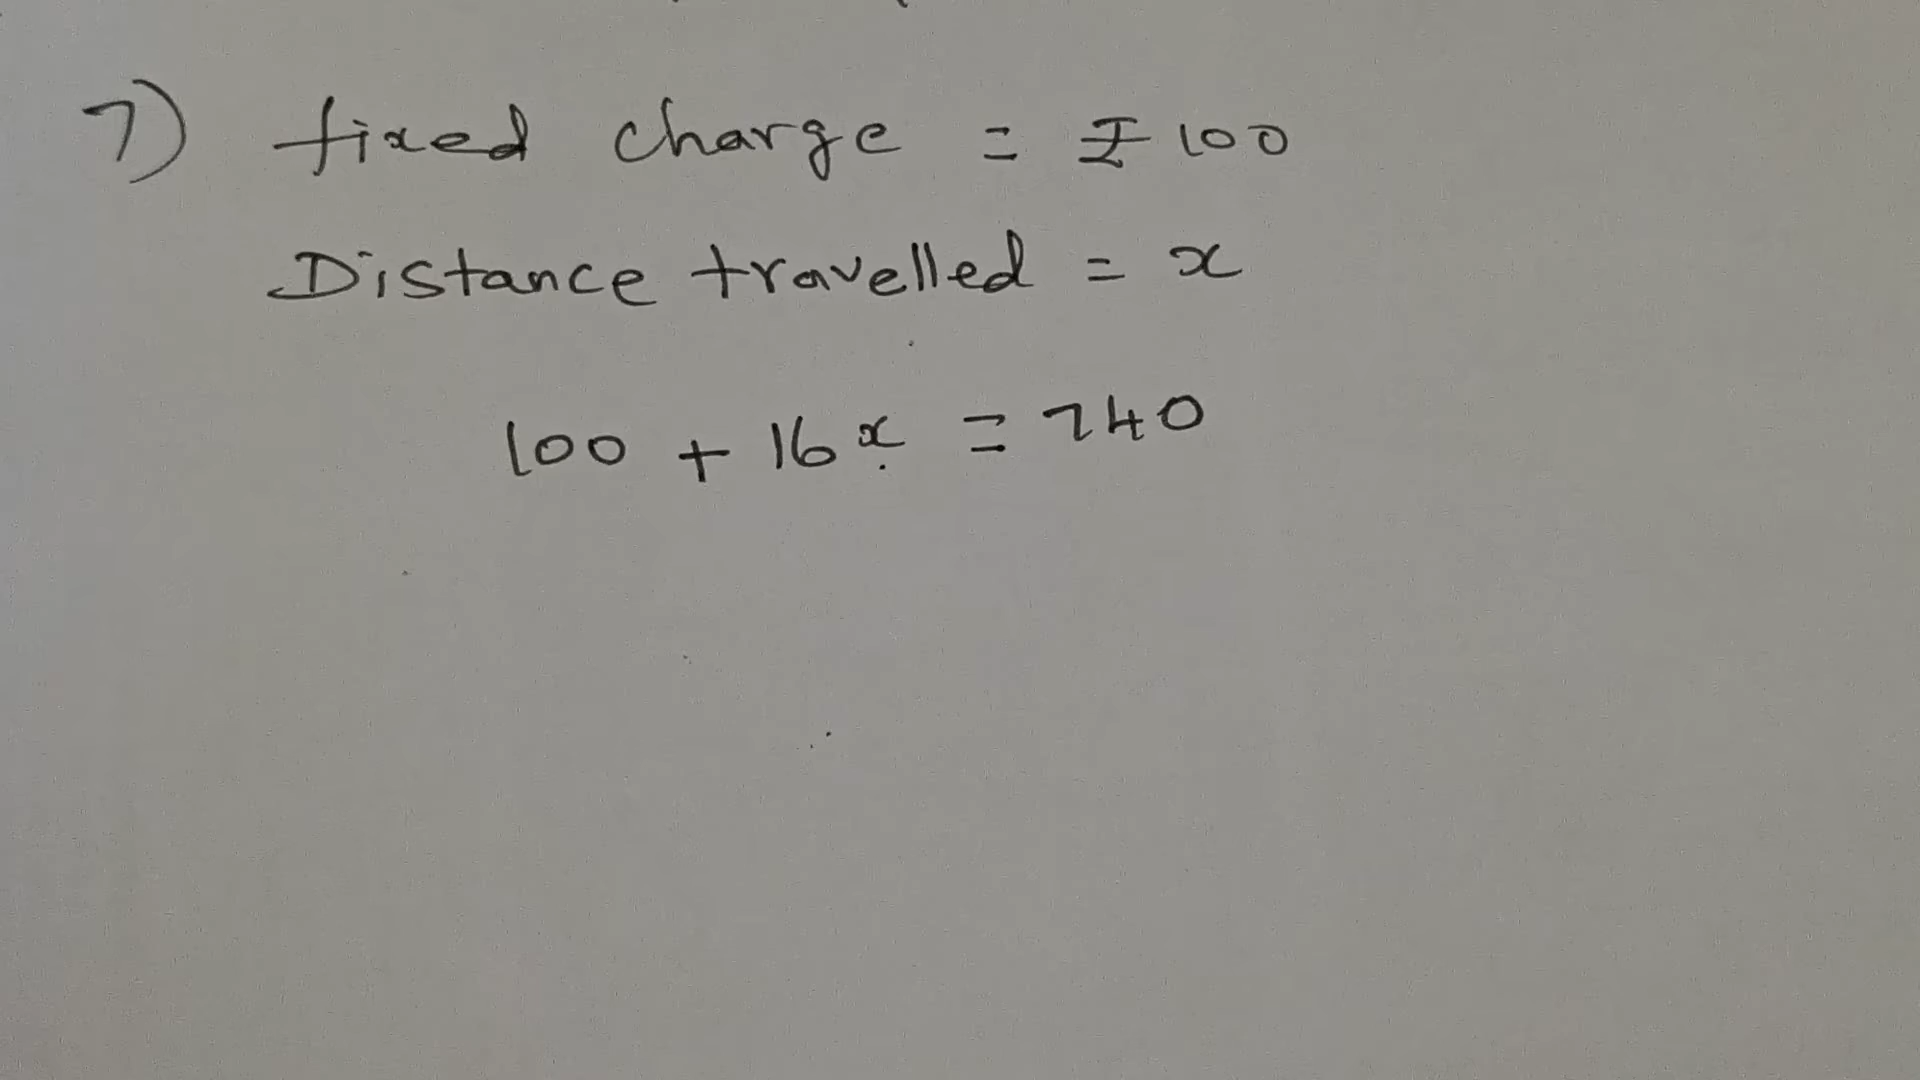 7) fixed charge = ₹ 100
Distance travelled = x
100 + 16x = 740